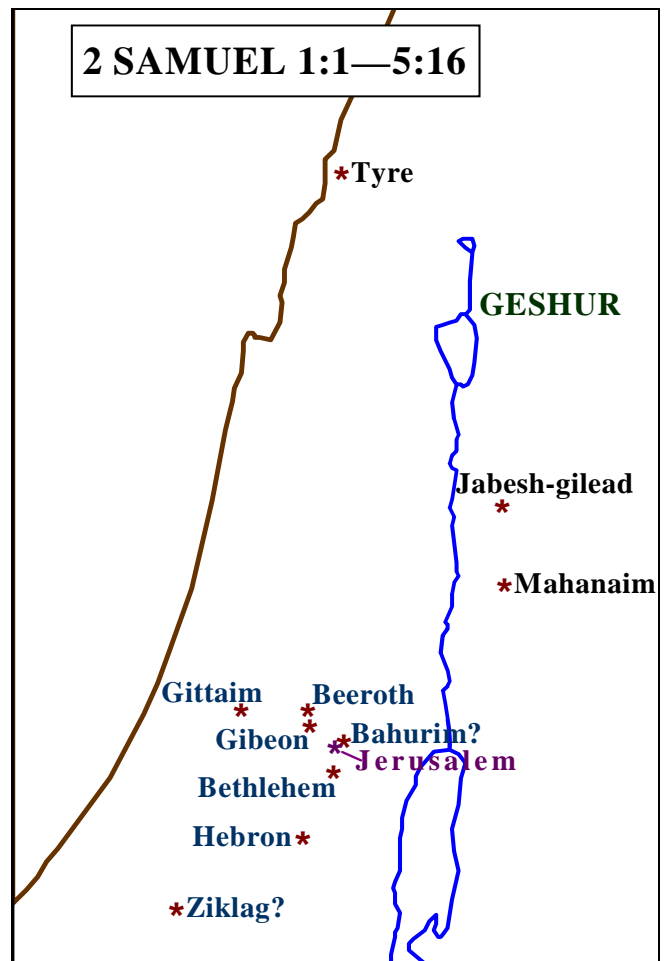 2 SAMUEL 1:1—5:16
*Tyre
GESHUR
Jabesh-gilead
*
*Mahanaim
Gittaim
*
Beeroth
*
Gibeon *
*Bahurim?
* Jerusalem
Bethlehem *
Hebron *
*Ziklag?